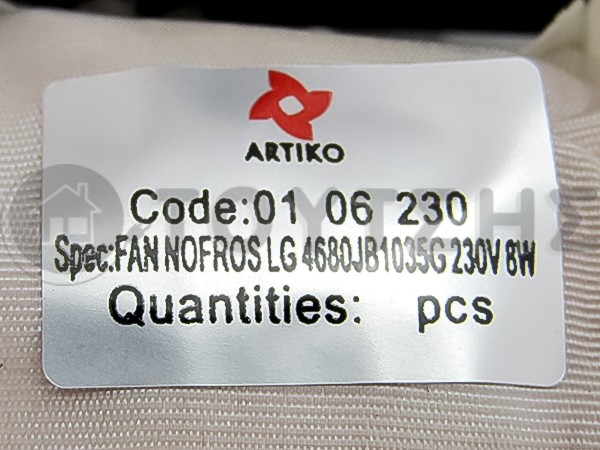 ARTIKO
Code:01 06 230
Spec:FAN NOFROS LG 4680JB1035G 230V 8W
Quantities: pcs